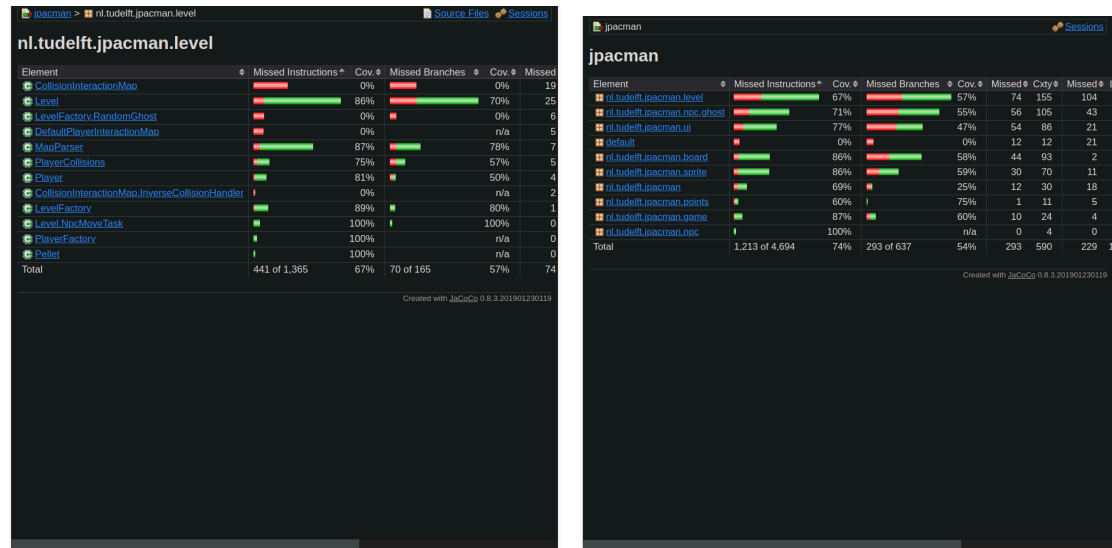 jpacman > nl.tudelft.jpacman.level Source Files Sessions
nl.tudelft.jpacman.level
Element Missed Instructions Cov. Missed Branches Cov. Missed
CollisionInteractionMap 0% 0% 19
Level 86% 70% 25
LevelFactory.RandomGhost 0% 0% 6
DefaultPlayerInteractionMap 0% n/a 5
MapParser 87% 78% 7
PlayerCollisions 75% 57% 5
Player 81% 50% 4
CollisionInteractionMap.InverseCollisionHandler 0% n/a 2
LevelFactory 89% 80% 1
Level.NpcMoveTask 100% 100% 0
PlayerFactory 100% n/a 0
Pellet 100% n/a 0
Total 441 of 1,365 67% 70 of 165 57% 74
Created with JaCoCo 0.8.3.201901230119
jpacman Sessions
jpacman
Element Missed Instructions Cov. Missed Branches Cov. Missed Cxty Missed
nl.tudelft.jpacman.level 67% 57% 74 155 104
nl.tudelft.jpacman.npc.ghost 71% 55% 56 105 43
nl.tudelft.jpacman.ui 77% 47% 54 86 21
default 0% 0% 12 12 21
nl.tudelft.jpacman.board 86% 58% 44 93 2
nl.tudelft.jpacman.sprite 86% 59% 30 70 11
nl.tudelft.jpacman 69% 25% 12 30 18
nl.tudelft.jpacman.points 60% 75% 1 11 5
nl.tudelft.jpacman.game 87% 60% 10 24 4
nl.tudelft.jpacman.npc 100% n/a 0 4 0
Total 1,213 of 4,694 74% 293 of 637 54% 293 590 229
Created with JaCoCo 0.8.3.201901230119